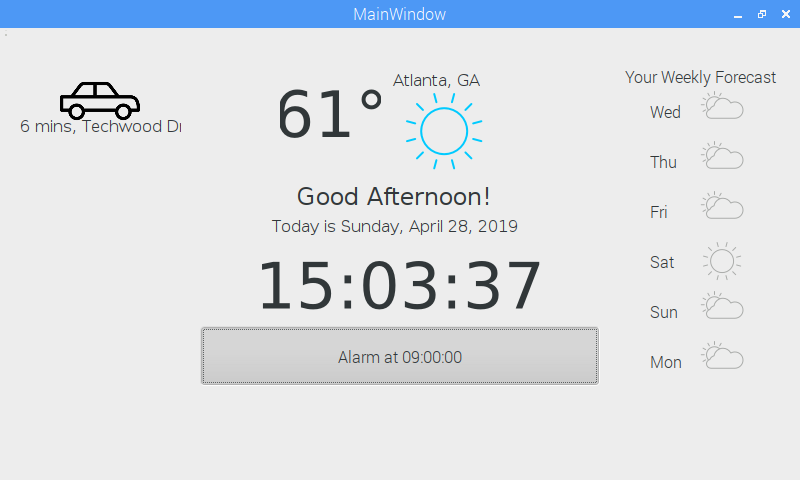 MainWindow
6 mins, Techwood
61°
Atlanta, GA
Good Afternoon!
Today is Sunday, April 28, 2019
15:03:37
Alarm at 09:00:00
Your Weekly Forecast
Wed
Thu
Fri
Sat
Sun
Mon